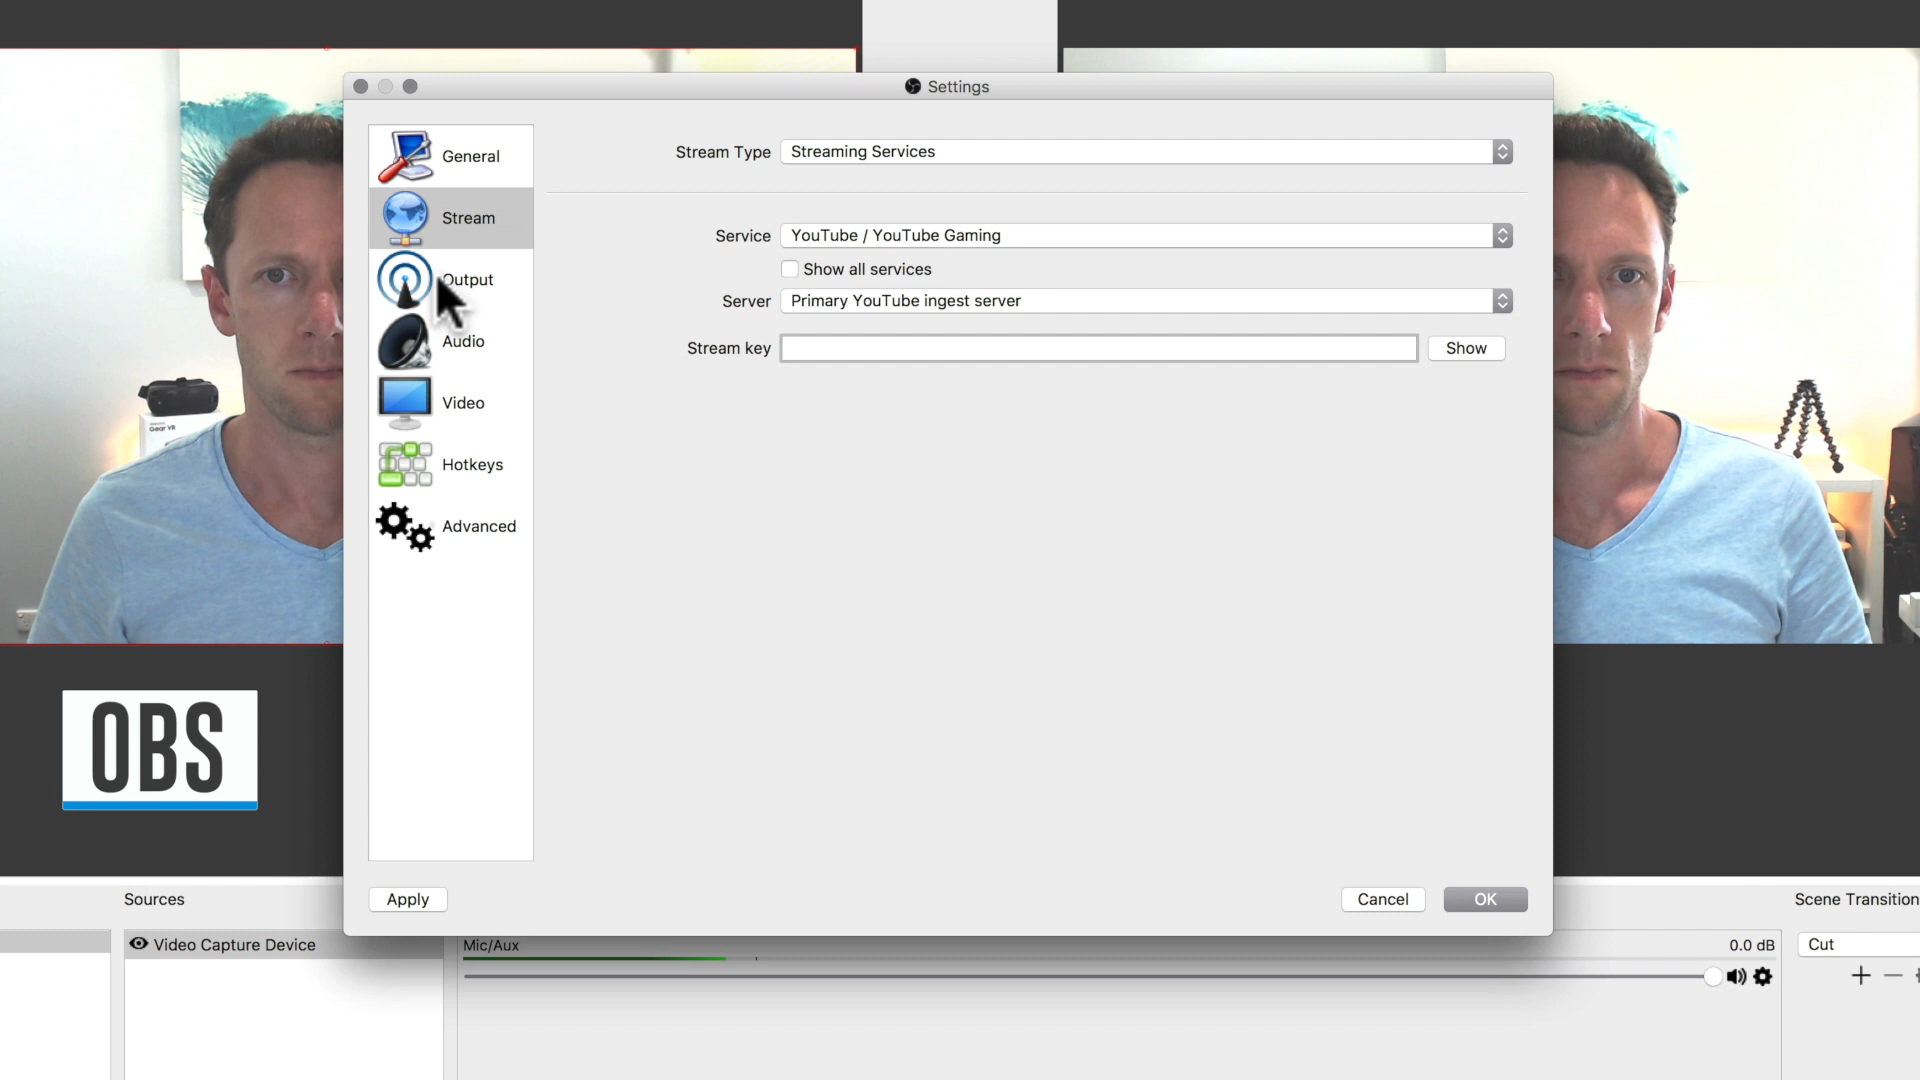 Settings
General
Stream
Output
Audio
Video
Hotkeys
Advanced
Stream Type Streaming Services
Service YouTube / YouTube Gaming
Show all services
Server Primary YouTube ingest server
Stream key Show
Gear VR
OBS
Apply Cancel OK
Sources Scene Transition
Video Capture Device Mic/Aux 0.0 dB Cut